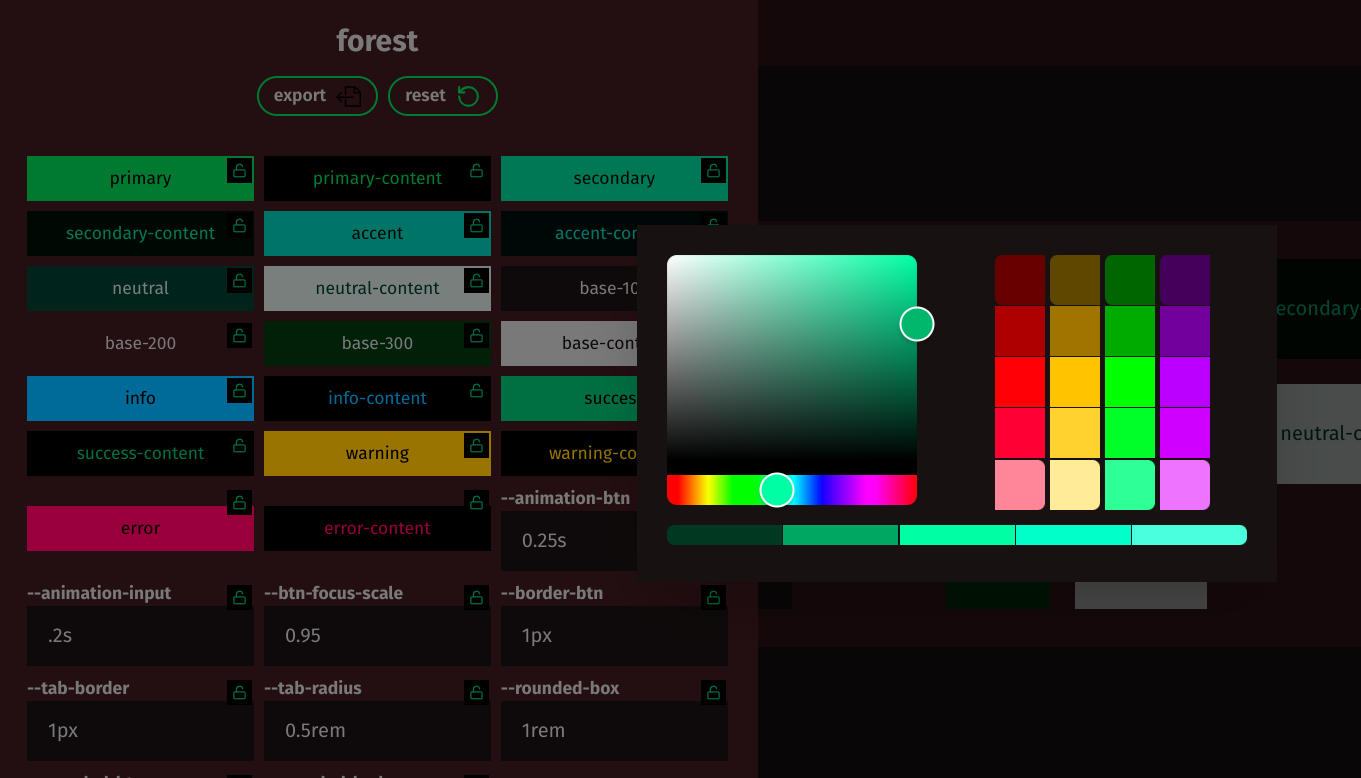 forest
export
reset
primary
primary-content
secondary
secondary-content
accent
accent-con
neutral
neutral-content
base-10
base-200
base-300
base-cont
info
info-content
succes
success-content
warning
warning-co
error
error-content
--animation-btn
0.25s
--animation-input
--btn-focus-scale
--border-btn
.2s
0.95
1px
--tab-border
--tab-radius
--rounded-box
1px
0.5rem
1rem
econdary
neutral-c